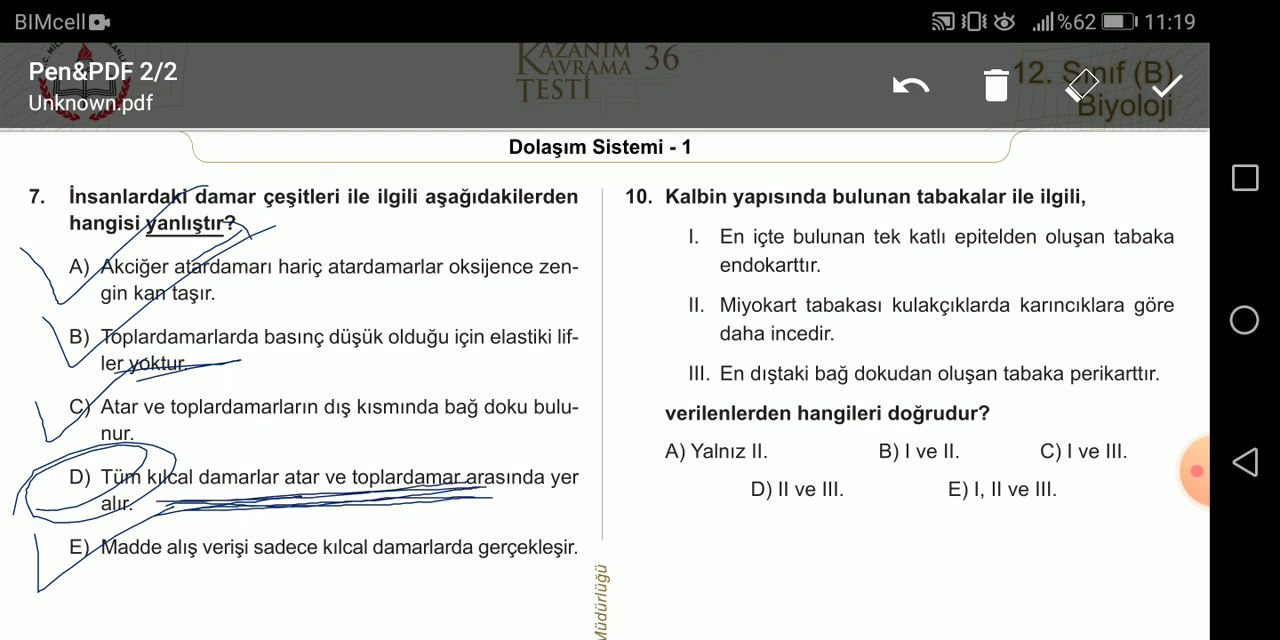 BIMcell
%62
11:19
Pen&PDF 2/2
Unknown.pdf
KAZANIM
KAVRAMA
TESTİ
36
12. Sınıf (B)
Biyoloji
Dolaşım Sistemi - 1
7. İnsanlardaki damar çeşitleri ile ilgili aşağıdakilerden
hangisi yanlıştır?
A) Akciğer atardamarı hariç atardamarlar oksijence zen-
gin kan taşır.
B) Toplardamarlarda basınç düşük olduğu için elastiki lif-
ler yoktur.
C) Atar ve toplardamarların dış kısmında bağ doku bulu-
nur.
D) Tüm kılcal damarlar atar ve toplardamar arasında yer
alır.
E) Madde alış verişi sadece kılcal damarlarda gerçekleşir.
10. Kalbin yapısında bulunan tabakalar ile ilgili,
I. En içte bulunan tek katlı epitelden oluşan tabaka
endokarttır.
II. Miyokart tabakası kulakçıklarda karıncıklara göre
daha incedir.
III. En dıştaki bağ dokudan oluşan tabaka perikarttır.
verilenlerden hangileri doğrudur?
A) Yalnız II. B) I ve II. C) I ve III.
D) II ve III. E) I, II ve III.
Müdürlüğü